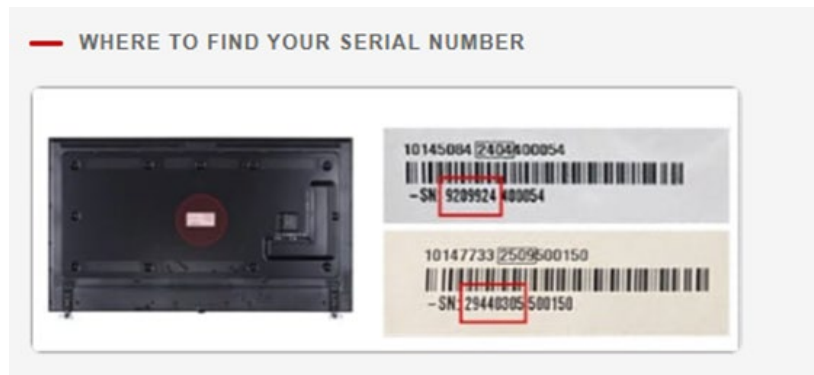 WHERE TO FIND YOUR SERIAL NUMBER
10145084 2404400054
-SN: 9209924 400054
10147733 2509500150
-SN: 29440305 500150